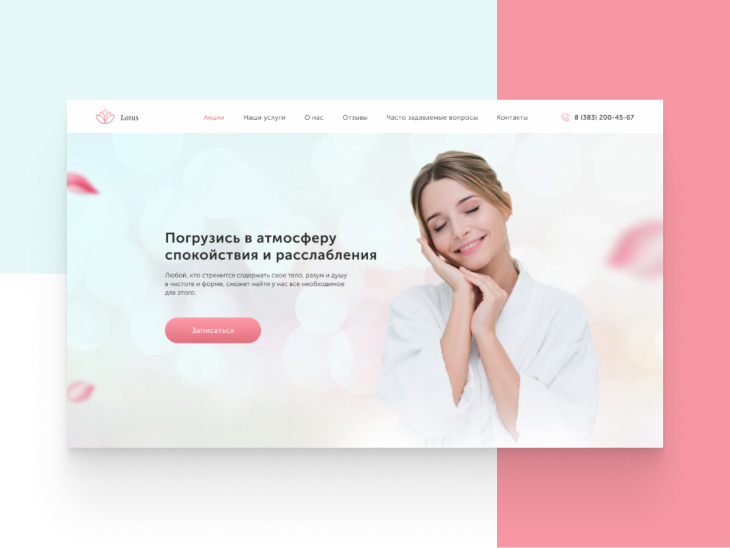 Lotus Акции Наши услуги О нас Отзывы Часто задаваемые вопросы Контакты 8 (383) 200-45-67
Погрузись в атмосферу
спокойствия и расслабления
Любой, кто стремится содержать свое тело, разум и душу
в чистоте и форме, сможет найти у нас все необходимое
для этого.
Записаться